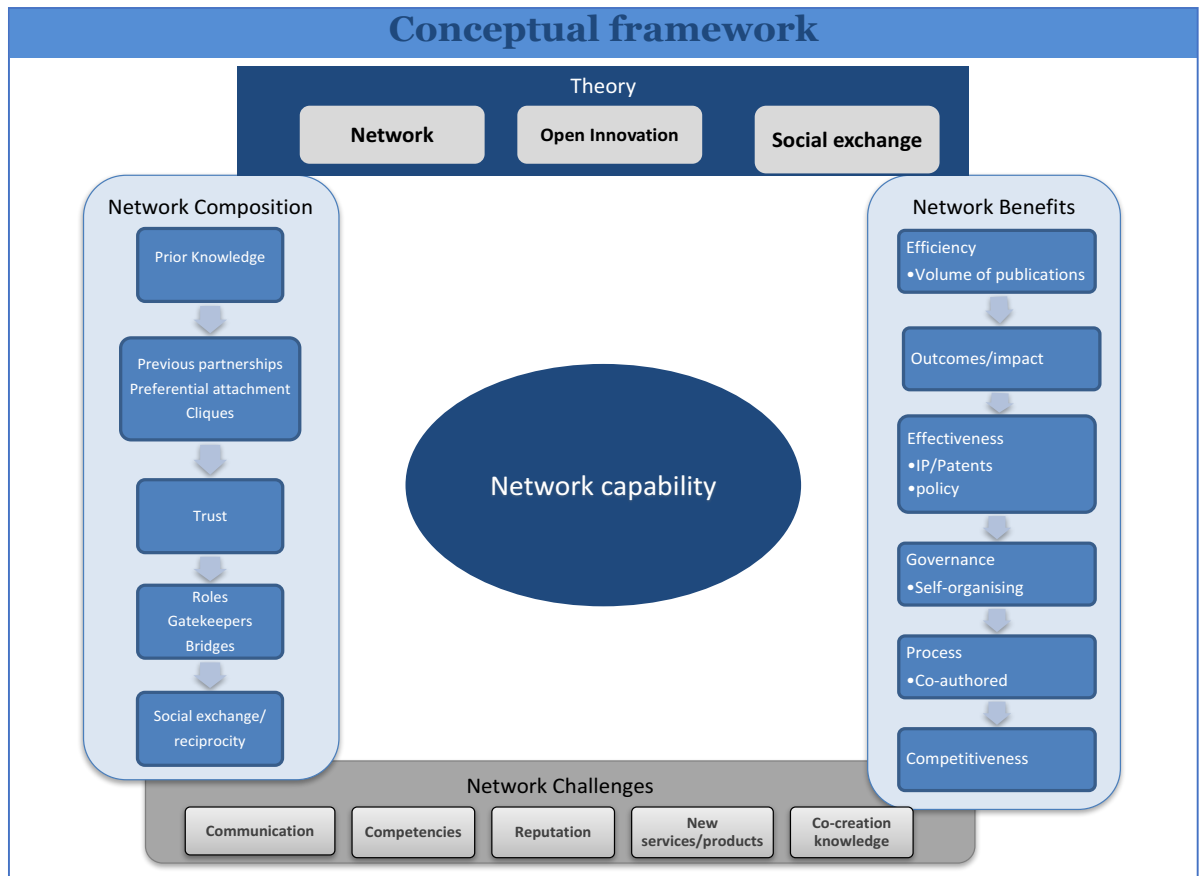 Conceptual framework
Theory
Network
Open Innovation
Social exchange
Network Composition
Prior Knowledge
Previous partnerships
Preferential attachment
Cliques
Trust
Roles
Gatekeepers
Bridges
Social exchange/
reciprocity
Network capability
Network Benefits
Efficiency
•Volume of publications
Outcomes/impact
Effectiveness
•IP/Patents
•policy
Governance
•Self-organising
Process
•Co-authored
Competitiveness
Network Challenges
Communication
Competencies
Reputation
New
services/products
Co-creation
knowledge